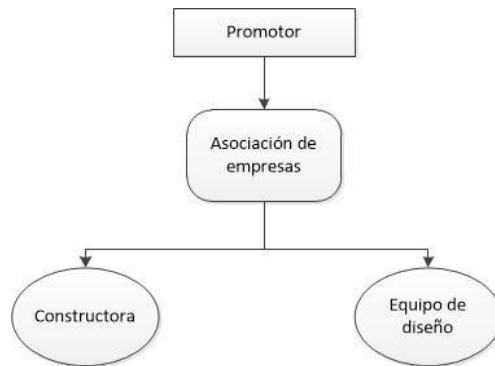 Promotor
Asociación de
empresas
Constructora
Equipo de
diseño